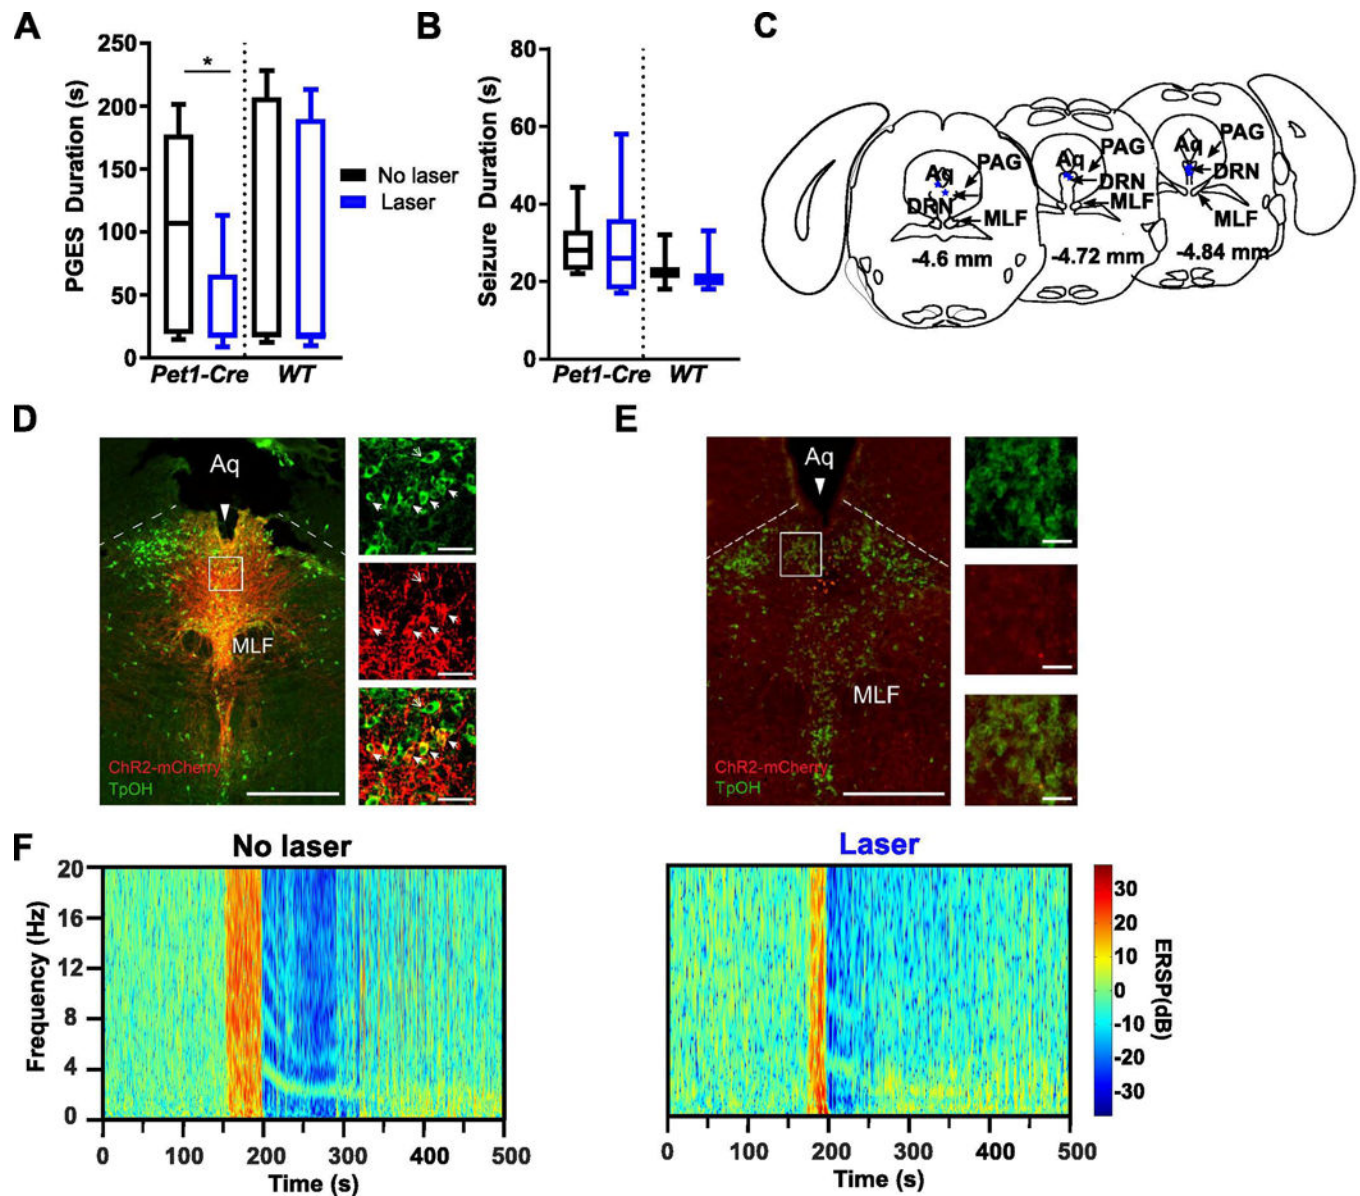 A
PGES Duration (s)
250
200
150
100
50
0
*
Pet1-Cre WT
No laser
Laser
B
Seizure Duration (s)
80
60
40
20
0
Pet1-Cre WT
C
Aq
PAG
DRN
MLF
-4.6 mm
Aq
PAG
DRN
MLF
-4.72 mm
Aq
PAG
DRN
MLF
-4.84 mm
D
Aq
MLF
ChR2-mCherry
TpOH
E
Aq
MLF
ChR2-mCherry
TpOH
F
No laser
Frequency (Hz)
20
16
12
8
4
0
0 100 200 300 400 500
Time (s)
Laser
0 100 200 300 400 500
Time (s)
30
20
10
-10
-20
-30
ERSP(dB)